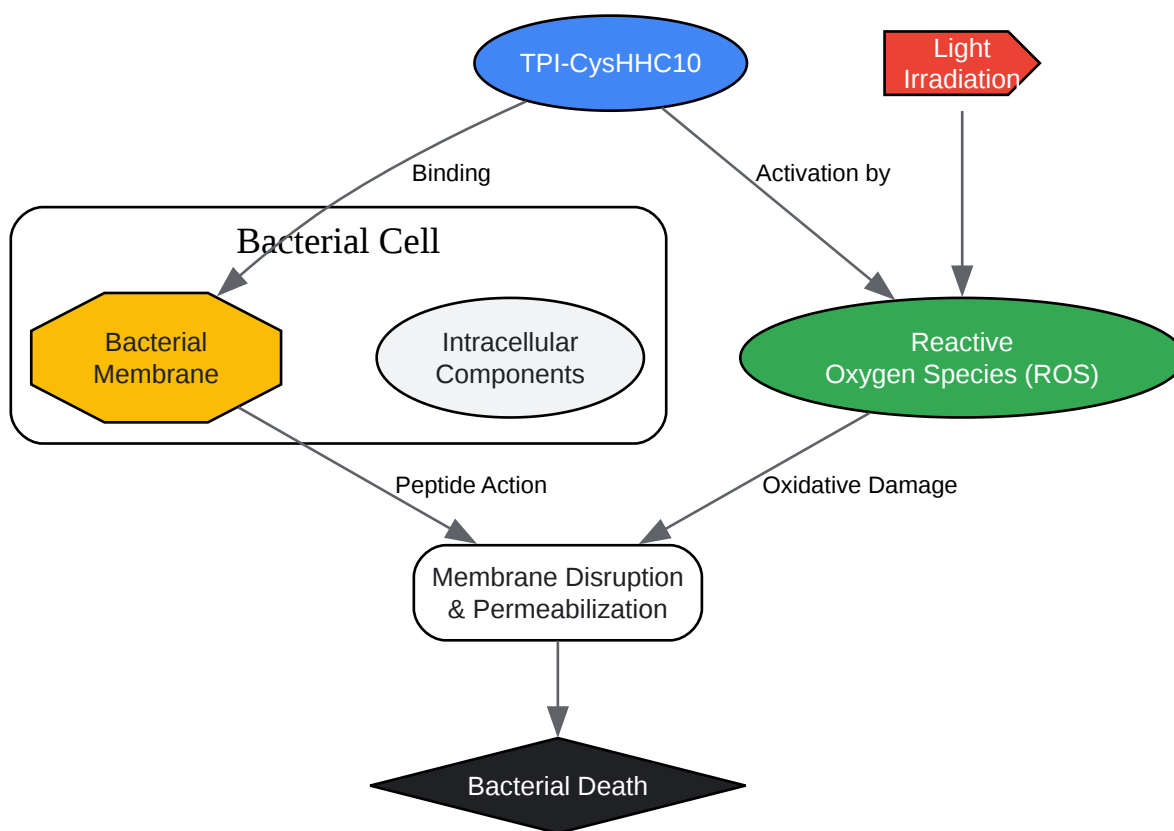 TPI-CysHHC10
Light
Irradiation
Binding
Activation by
Bacterial Cell
Bacterial
Membrane
Intracellular
Components
Reactive
Oxygen Species (ROS)
Peptide Action
Oxidative Damage
Membrane Disruption
& Permeabilization
Bacterial Death